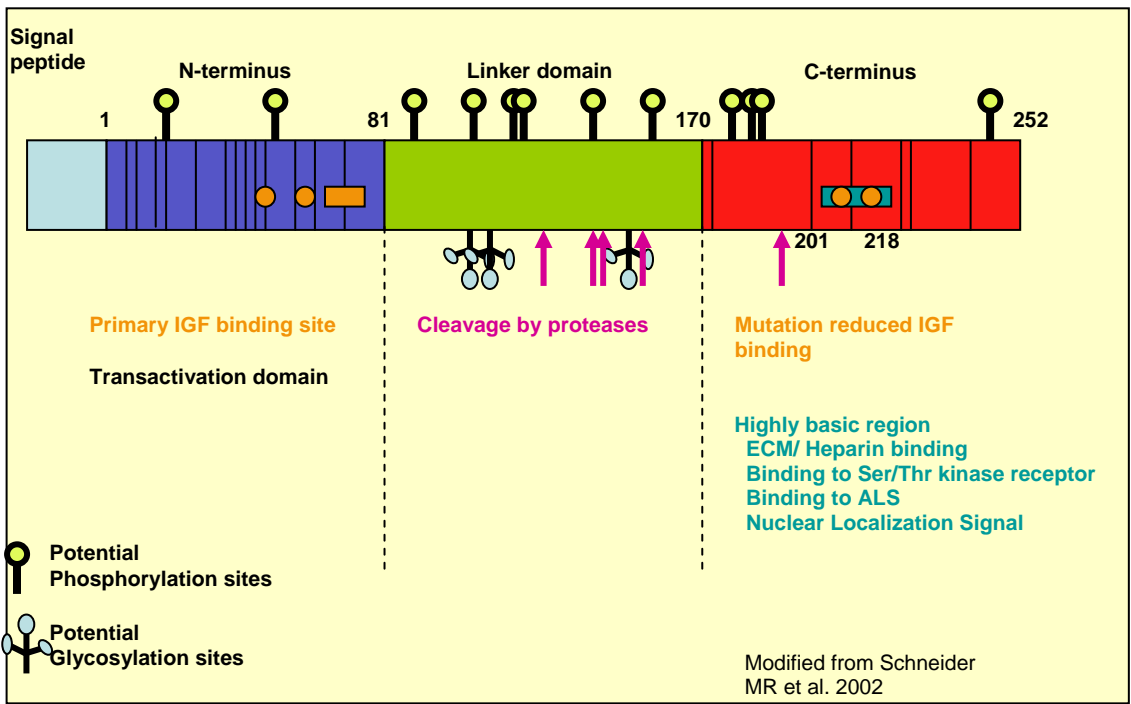 Signal
peptide
N-terminus
Linker domain
C-terminus
1
81
170
252
201
218
Primary IGF binding site
Transactivation domain
Cleavage by proteases
Mutation reduced IGF
binding
Highly basic region
ECM/ Heparin binding
Binding to Ser/Thr kinase receptor
Binding to ALS
Nuclear Localization Signal
Potential
Phosphorylation sites
Potential
Glycosylation sites
Modified from Schneider
MR et al. 2002